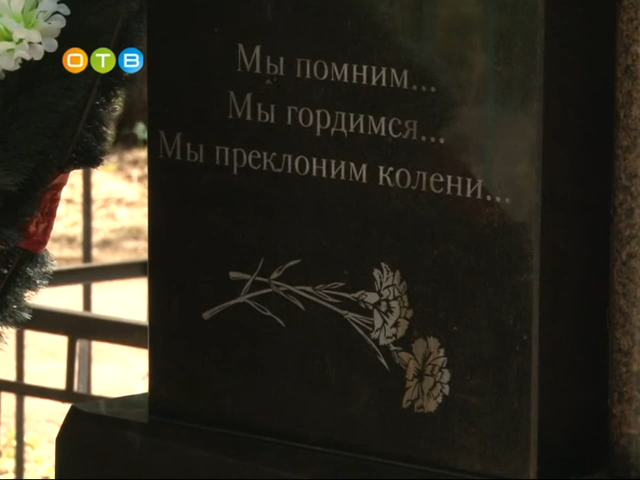 ОТВ
Мы помним...
Мы гордимся...
Мы преклоним колени...